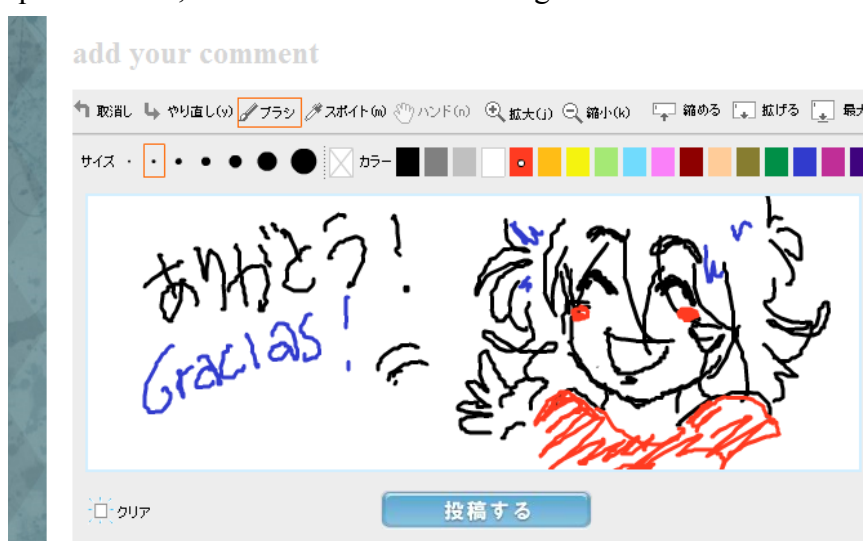 add your comment
取消し やり直し(y) ブラシ スポイト(m) ハンド(n) 拡大(j) 縮小(k) 縮める 拡げる 最大
サイズ カラー
ありがとう!
Gracias!
クリア
投稿する